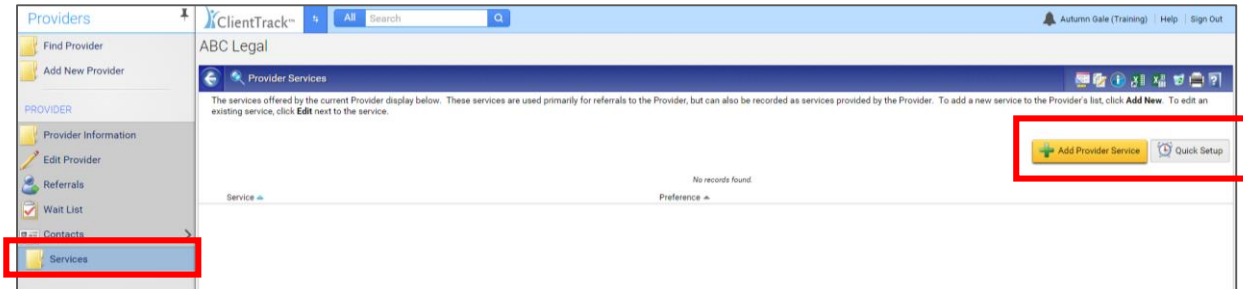 Providers
ClientTrack™
All
Search
Autumn Gale (Training)
Help
Sign Out
Find Provider
Add New Provider
PROVIDER
Provider Information
Edit Provider
Referrals
Wait List
Contacts
Services
ABC Legal
Provider Services
The services offered by the current Provider display below. These services are used primarily for referrals to the Provider, but can also be recorded as services provided by the Provider. To add a new service to the Provider's list, click Add New. To edit an
existing service, click Edit next to the service.
Add Provider Service
Quick Setup
No records found.
Service
Preference